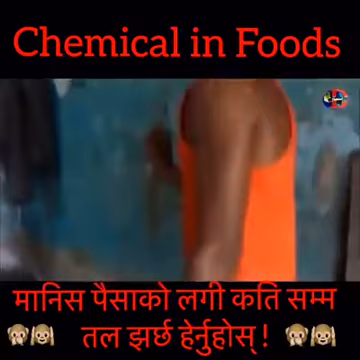 Chemical in Foods
मानिस पैसाको लगी कति सम्म
🙊🙉 तल झर्छ हेर्नुहोस् ! 🙊🙉